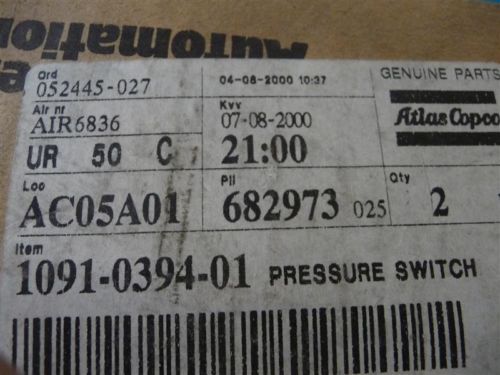 Automation
Ord
052445-027
04-08-2000 10:37
GENUINE PARTS
Air nr
AIR6836
Kvv
07-08-2000
Atlas Copco
UR 50 C
21:00
Loc
AC05A01
Pll
682973 025
Qty
2
Item
1091-0394-01 PRESSURE SWITCH